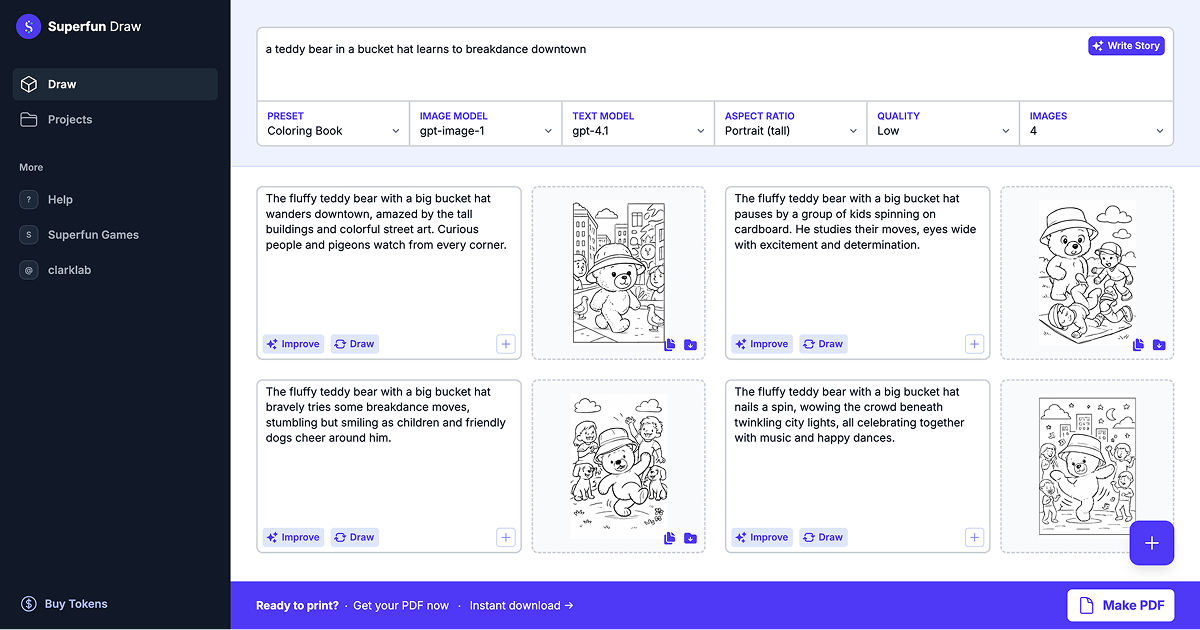 Superfun Draw
Draw
Projects
More
? Help
S Superfun Games
@ clarklab
Buy Tokens
a teddy bear in a bucket hat learns to breakdance downtown
Write Story
PRESET
Coloring Book
IMAGE MODEL
gpt-image-1
TEXT MODEL
gpt-4.1
ASPECT RATIO
Portrait (tall)
QUALITY
Low
IMAGES
4
The fluffy teddy bear with a big bucket hat
wanders downtown, amazed by the tall
buildings and colorful street art. Curious
people and pigeons watch from every corner.
Improve
Draw
The fluffy teddy bear with a big bucket hat
pauses by a group of kids spinning on
cardboard. He studies their moves, eyes wide
with excitement and determination.
Improve
Draw
The fluffy teddy bear with a big bucket hat
bravely tries some breakdance moves,
stumbling but smiling as children and friendly
dogs cheer around him.
Improve
Draw
The fluffy teddy bear with a big bucket hat
nails a spin, wowing the crowd beneath
twinkling city lights, all celebrating together
with music and happy dances.
Improve
Draw
Ready to print? · Get your PDF now · Instant download →
Make PDF